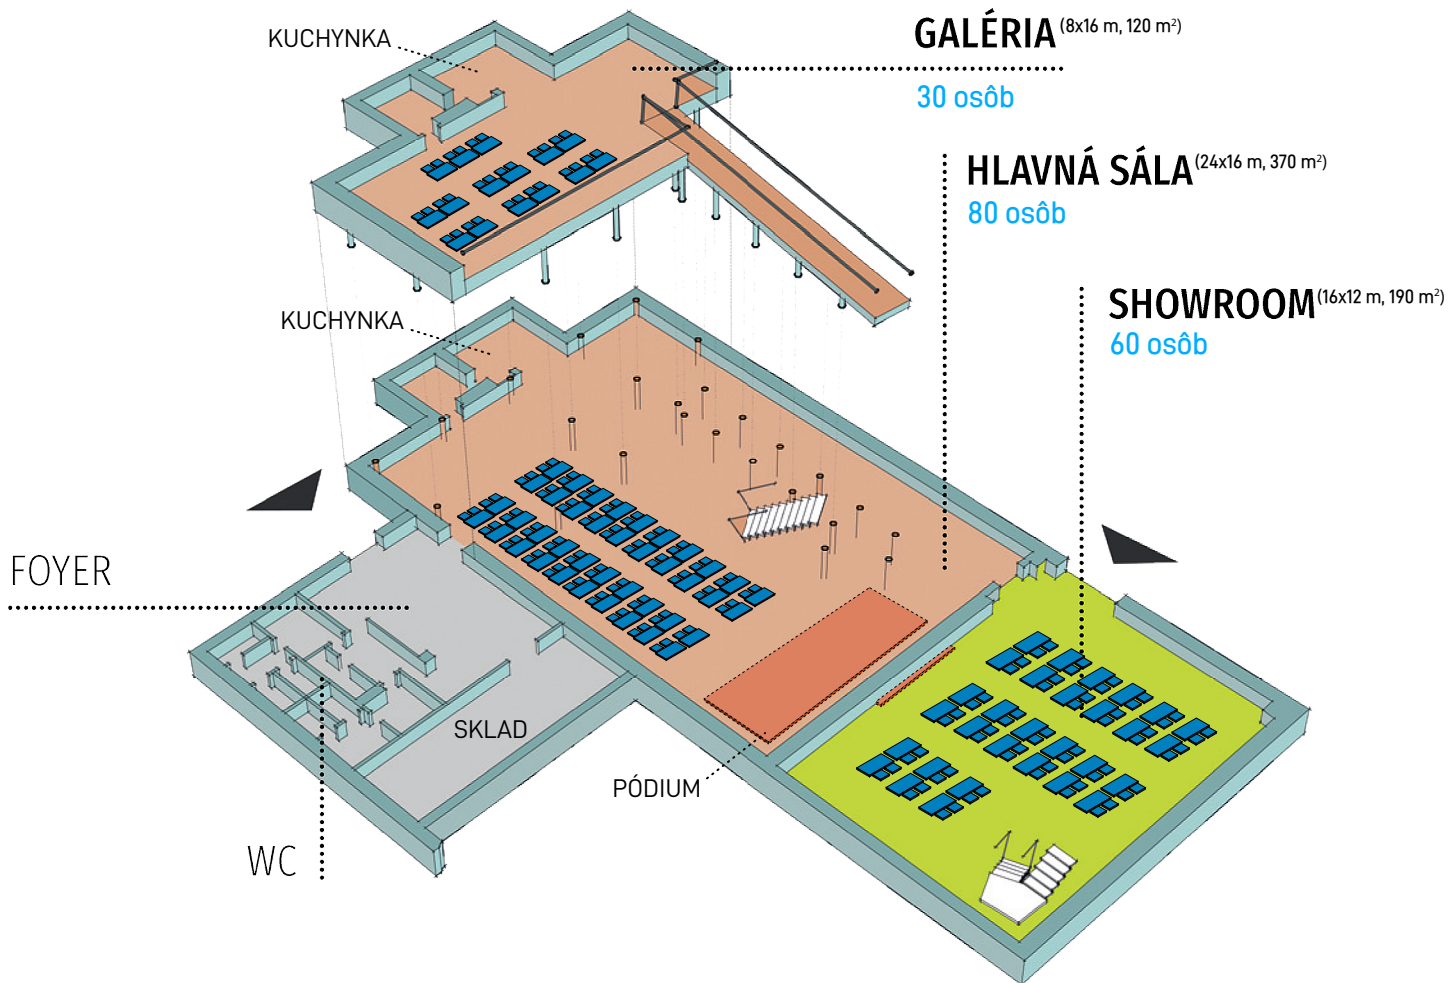 KUCHYNKA
GALÉRIA (8x16 m, 120 m²)
30 osôb
HLAVNÁ SÁLA (24x16 m, 370 m²)
80 osôb
SHOWROOM (16x12 m, 190 m²)
60 osôb
KUCHYNKA
FOYER
SKLAD
PÓDIUM
WC